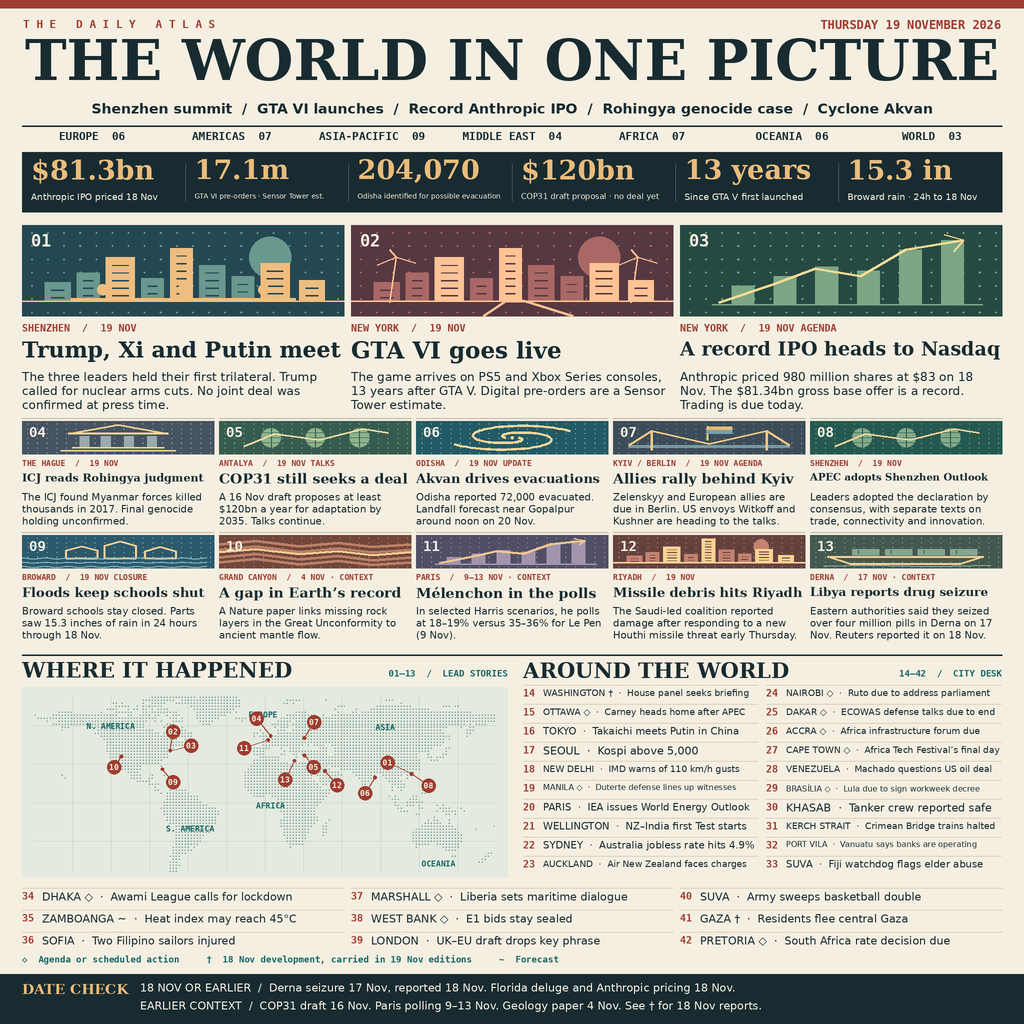 THE DAILY ATLAS
THURSDAY 19 NOVEMBER 2026
THE WORLD IN ONE PICTURE
Shenzhen summit / GTA VI launches / Record Anthropic IPO / Rohingya genocide case / Cyclone Akvan
EUROPE 06 AMERICAS 07 ASIA-PACIFIC 09 MIDDLE EAST 04 AFRICA 07 OCEANIA 06 WORLD 03
$81.3bn
Anthropic IPO priced 18 Nov
17.1m
GTA VI pre-orders · Sensor Tower est.
204,070
Odisha identified for possible evacuation
$120bn
COP31 draft proposal · no deal yet
13 years
Since GTA V first launched
15.3 in
Broward rain · 24h to 18 Nov
01
SHENZHEN / 19 NOV
Trump, Xi and Putin meet
The three leaders held their first trilateral. Trump
called for nuclear arms cuts. No joint deal was
confirmed at press time.
02
NEW YORK / 19 NOV
GTA VI goes live
The game arrives on PS5 and Xbox Series consoles,
13 years after GTA V. Digital pre-orders are a Sensor
Tower estimate.
03
NEW YORK / 19 NOV AGENDA
A record IPO heads to Nasdaq
Anthropic priced 980 million shares at $83 on 18
Nov. The $81.34bn gross base offer is a record.
Trading is due today.
04
THE HAGUE / 19 NOV
ICJ reads Rohingya judgment
The ICJ found Myanmar forces killed
thousands in 2017. Final genocide
holding unconfirmed.
05
ANTALYA / 19 NOV TALKS
COP31 still seeks a deal
A 16 Nov draft proposes at least
$120bn a year for adaptation by
2035. Talks continue.
06
ODISHA / 19 NOV UPDATE
Akvan drives evacuations
Odisha reported 72,000 evacuated.
Landfall forecast near Gopalpur
around noon on 20 Nov.
07
KYIV / BERLIN / 19 NOV AGENDA
Allies rally behind Kyiv
Zelenskyy and European allies are
due in Berlin. US envoys Witkoff and
Kushner are heading to the talks.
08
SHENZHEN / 19 NOV
APEC adopts Shenzhen Outlook
Leaders adopted the declaration by
consensus, with separate texts on
trade, connectivity and innovation.
09
BROWARD / 19 NOV CLOSURE
Floods keep schools shut
Broward schools stay closed. Parts
saw 15.3 inches of rain in 24 hours
through 18 Nov.
10
GRAND CANYON / 4 NOV · CONTEXT
A gap in Earth’s record
A Nature paper links missing rock
layers in the Great Unconformity to
ancient mantle flow.
11
PARIS / 9–13 NOV · CONTEXT
Mélenchon in the polls
In selected Harris scenarios, he polls
at 18–19% versus 35–36% for Le Pen
(9 Nov).
12
RIYADH / 19 NOV
Missile debris hits Riyadh
The Saudi-led coalition reported
damage after responding to a new
Houthi missile threat early Thursday.
13
DERNA / 17 NOV · CONTEXT
Libya reports drug seizure
Eastern authorities said they seized
over four million pills in Derna on 17
Nov. Reuters reported it on 18 Nov.
WHERE IT HAPPENED
01–13 / LEAD STORIES
N. AMERICA
EUROPE
ASIA
AFRICA
S. AMERICA
OCEANIA
02
03
10
09
04
11
07
05
13
12
06
01
08
AROUND THE WORLD
14–42 / CITY DESK
14 WASHINGTON † · House panel seeks briefing
15 OTTAWA ◇ · Carney heads home after APEC
16 TOKYO · Takaichi meets Putin in China
17 SEOUL · Kospi above 5,000
18 NEW DELHI · IMD warns of 110 km/h gusts
19 MANILA ◇ · Duterte defense lines up witnesses
20 PARIS · IEA issues World Energy Outlook
21 WELLINGTON · NZ–India first Test starts
22 SYDNEY · Australia jobless rate hits 4.9%
23 AUCKLAND · Air New Zealand faces charges
24 NAIROBI ◇ · Ruto due to address parliament
25 DAKAR ◇ · ECOWAS defense talks due to end
26 ACCRA ◇ · Africa infrastructure forum due
27 CAPE TOWN ◇ · Africa Tech Festival’s final day
28 VENEZUELA · Machado questions US oil deal
29 BRASÍLIA ◇ · Lula due to sign workweek decree
30 KHASAB · Tanker crew reported safe
31 KERCH STRAIT · Crimean Bridge trains halted
32 PORT VILA · Vanuatu says banks are operating
33 SUVA · Fiji watchdog flags elder abuse
34 DHAKA ◇ · Awami League calls for lockdown
35 ZAMBOANGA ~ · Heat index may reach 45°C
36 SOFIA · Two Filipino sailors injured
37 MARSHALL ◇ · Liberia sets maritime dialogue
38 WEST BANK ◇ · E1 bids stay sealed
39 LONDON · UK–EU draft drops key phrase
40 SUVA · Army sweeps basketball double
41 GAZA † · Residents flee central Gaza
42 PRETORIA ◇ · South Africa rate decision due
◇ Agenda or scheduled action † 18 Nov development, carried in 19 Nov editions ~ Forecast
DATE CHECK
18 NOV OR EARLIER / Derna seizure 17 Nov, reported 18 Nov. Florida deluge and Anthropic pricing 18 Nov.
EARLIER CONTEXT / COP31 draft 16 Nov. Paris polling 9–13 Nov. Geology paper 4 Nov. See † for 18 Nov reports.